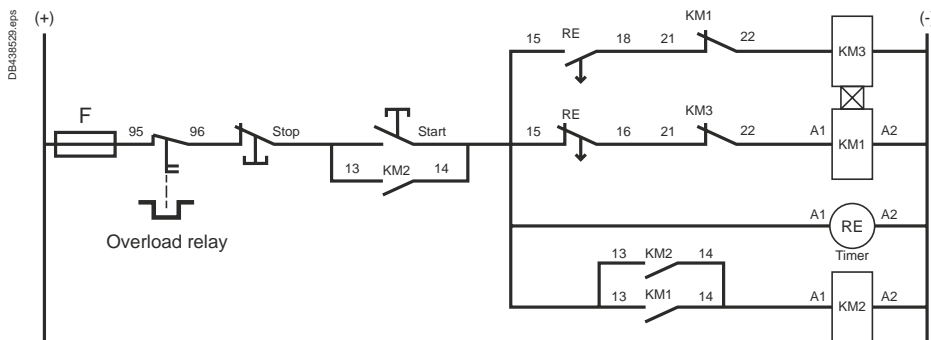 DB438529.eps
(+)
(-)
KM1
15
RE
18
21
22
KM3
F
95
96
Stop
Start
15
RE
16
21
KM3
22
A1
KM1
A2
13
KM2
14
Overload relay
A1
RE
A2
Timer
13
KM2
14
13
KM1
14
A1
KM2
A2